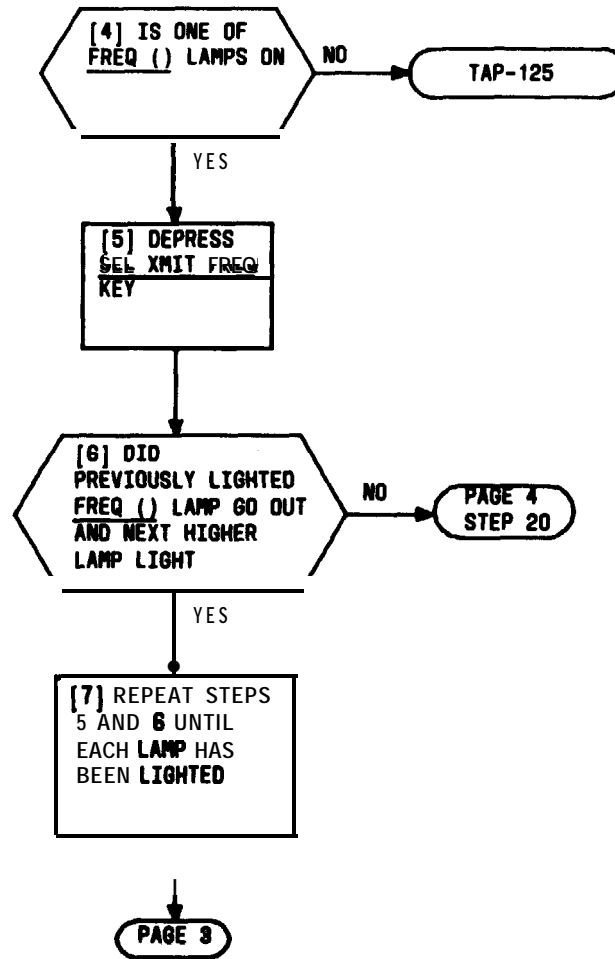 [4] IS ONE OF
FREQ () LAMPS ON
NO
TAP-125
YES
[5] DEPRESS
SEL XMIT FREQ
KEY
[6] DID
PREVIOUSLY LIGHTED
FREQ () LAMP GO OUT
AND NEXT HIGHER
LAMP LIGHT
NO
PAGE 4
STEP 20
YES
[7] REPEAT STEPS
5 AND 6 UNTIL
EACH LAMP HAS
BEEN LIGHTED
PAGE 3